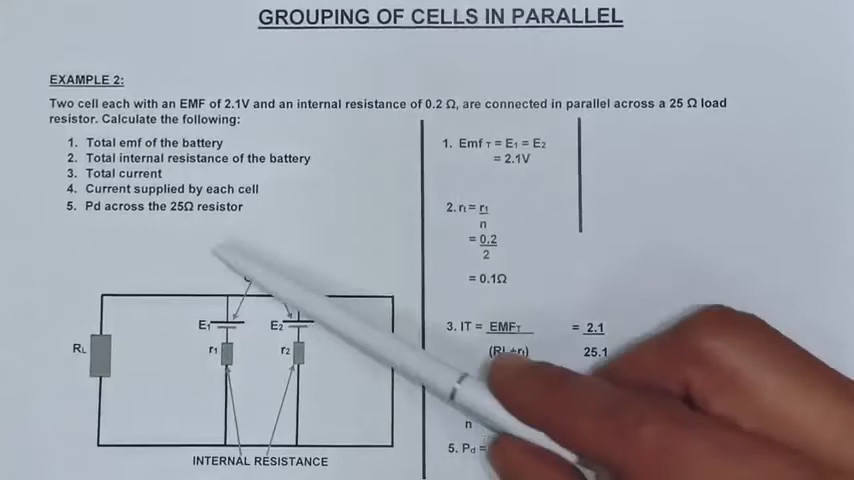 GROUPING OF CELLS IN PARALLEL
EXAMPLE 2:
Two cell each with an EMF of 2.1V and an internal resistance of 0.2 Ω, are connected in parallel across a 25 Ω load
resistor. Calculate the following:
1. Total emf of the battery
2. Total internal resistance of the battery
3. Total current
4. Current supplied by each cell
5. Pd across the 25Ω resistor
RL
E1
r1
E2
r2
INTERNAL RESISTANCE
1. Emf T = E1 = E2
= 2.1V
2. rt = r1
n
= 0.2
2
= 0.1Ω
3. IT = EMFT = 2.1
(RL+rt) 25.1
n
5. Pd =